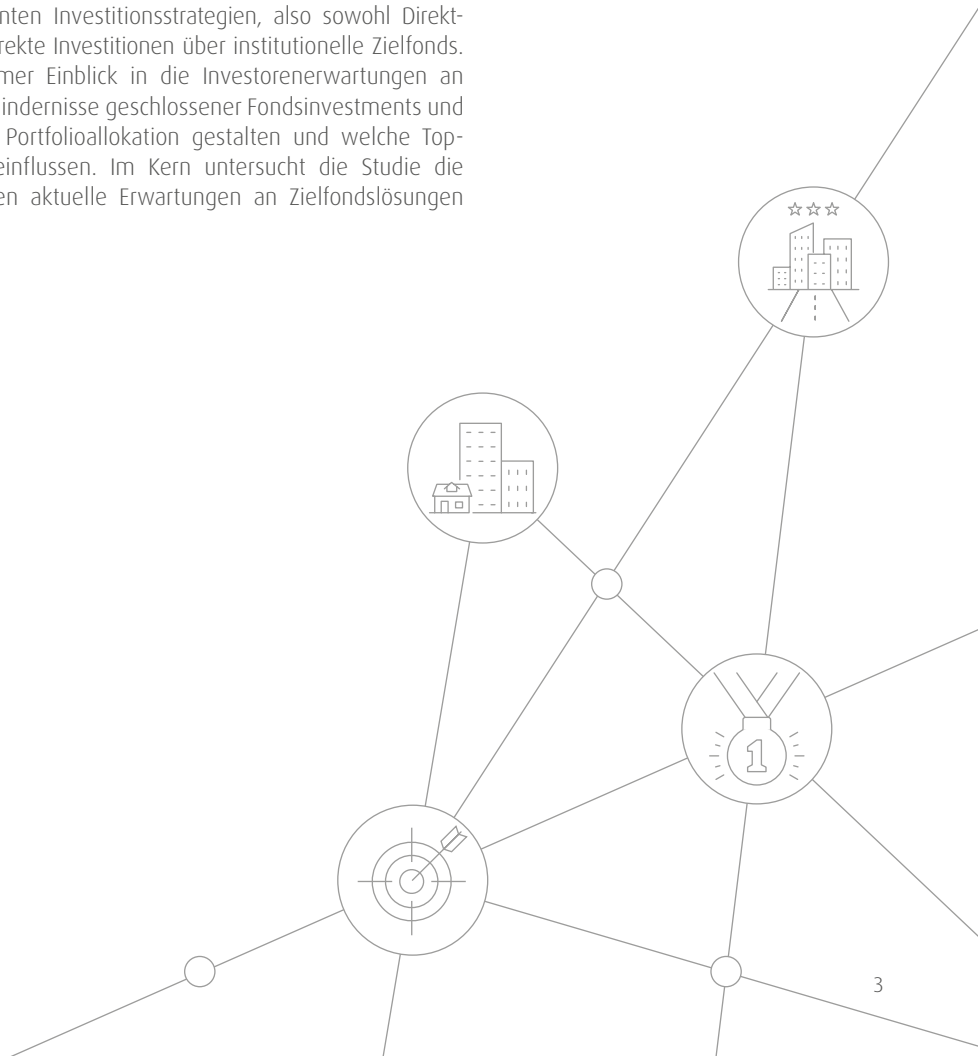 nten Investitionsstrategien, also sowohl Direkt-
rekte Investitionen über institutionelle Zielfonds.
mer Einblick in die Investorenerwartungen an
indernisse geschlossener Fondsinvestments und
Portfolioallokation gestalten und welche Top-
einflussen. Im Kern untersucht die Studie die
en aktuelle Erwartungen an Zielfondslösungen
1
3